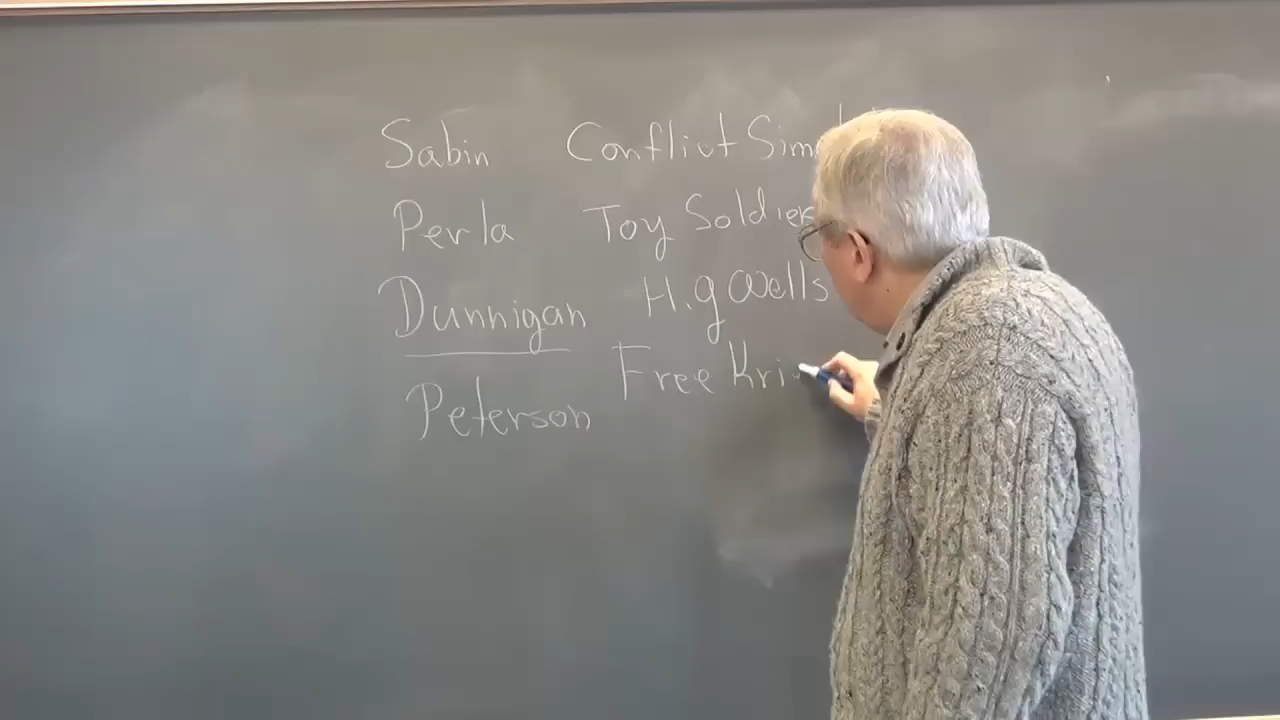 Sabin Conflict Sim
Perla Toy Soldier
Dunnigan H.g Wells
Peterson Free Kri